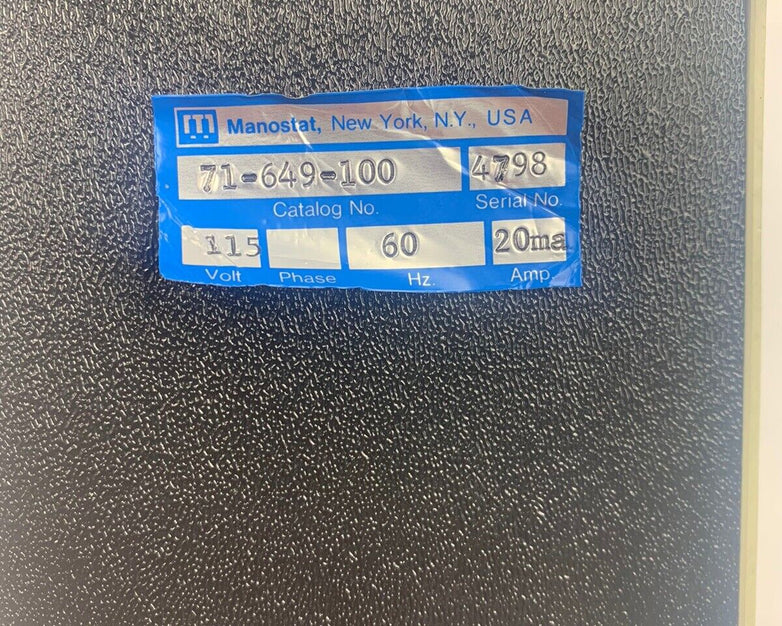 Manostat, New York, N.Y., USA
71-649-100 4798
Catalog No. Serial No.
115 60 20ma
Volt Phase Hz. Amp.